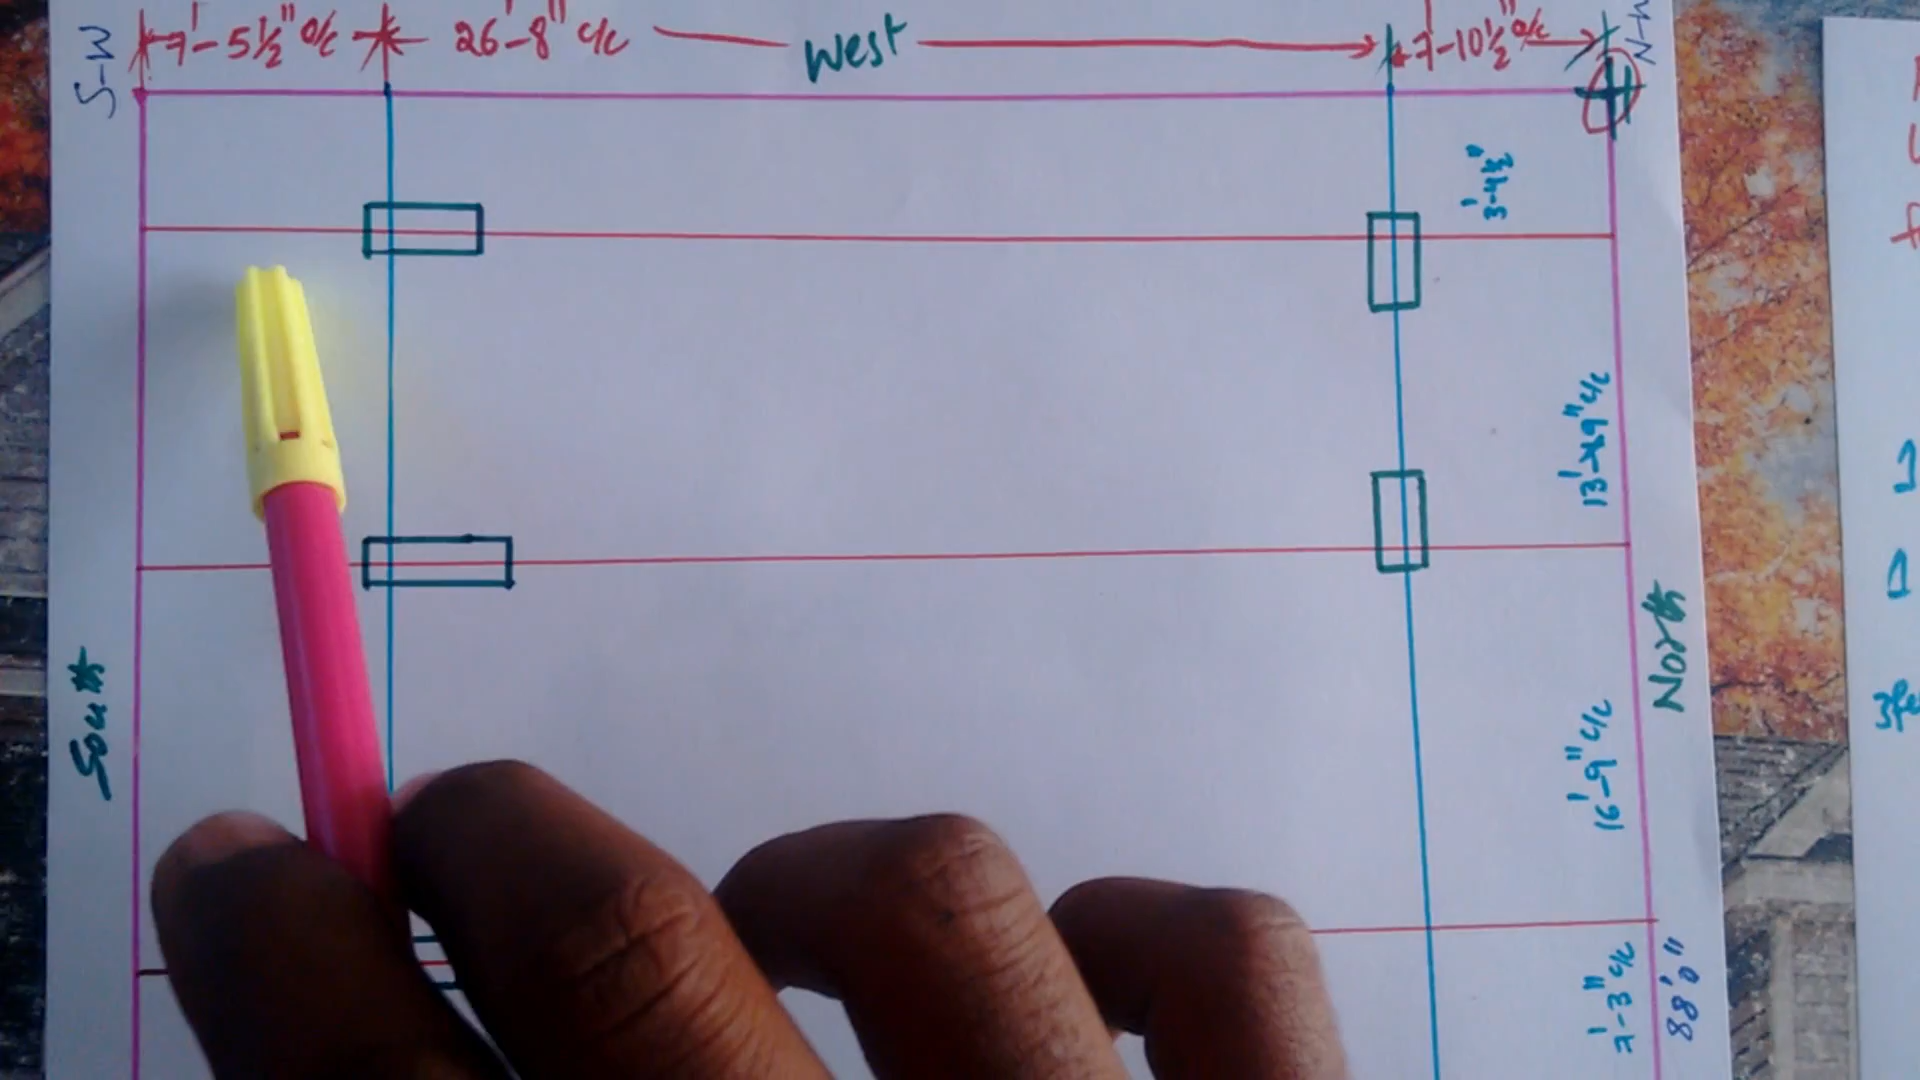 S-W
7'-5½" o/c
26'-8" c/c
West
7-10½" o/c
N-W
3'-4½"
13'-9" c/c
16'-9" c/c
7'-3" c/c
88'0"
North
South